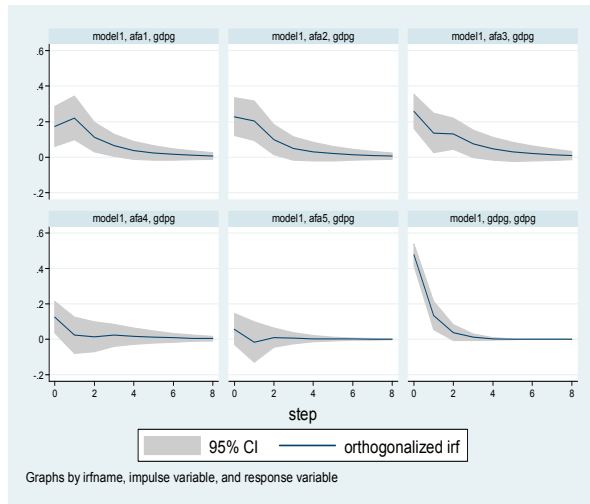 model1, afa1, gdpg
model1, afa2, gdpg
model1, afa3, gdpg
.6
.4
.2
0
-.2
model1, afa4, gdpg
model1, afa5, gdpg
model1, gdpg, gdpg
.6
.4
.2
0
-.2
0 2 4 6 8
0 2 4 6 8
0 2 4 6 8
step
95% CI
orthogonalized irf
Graphs by irfname, impulse variable, and response variable